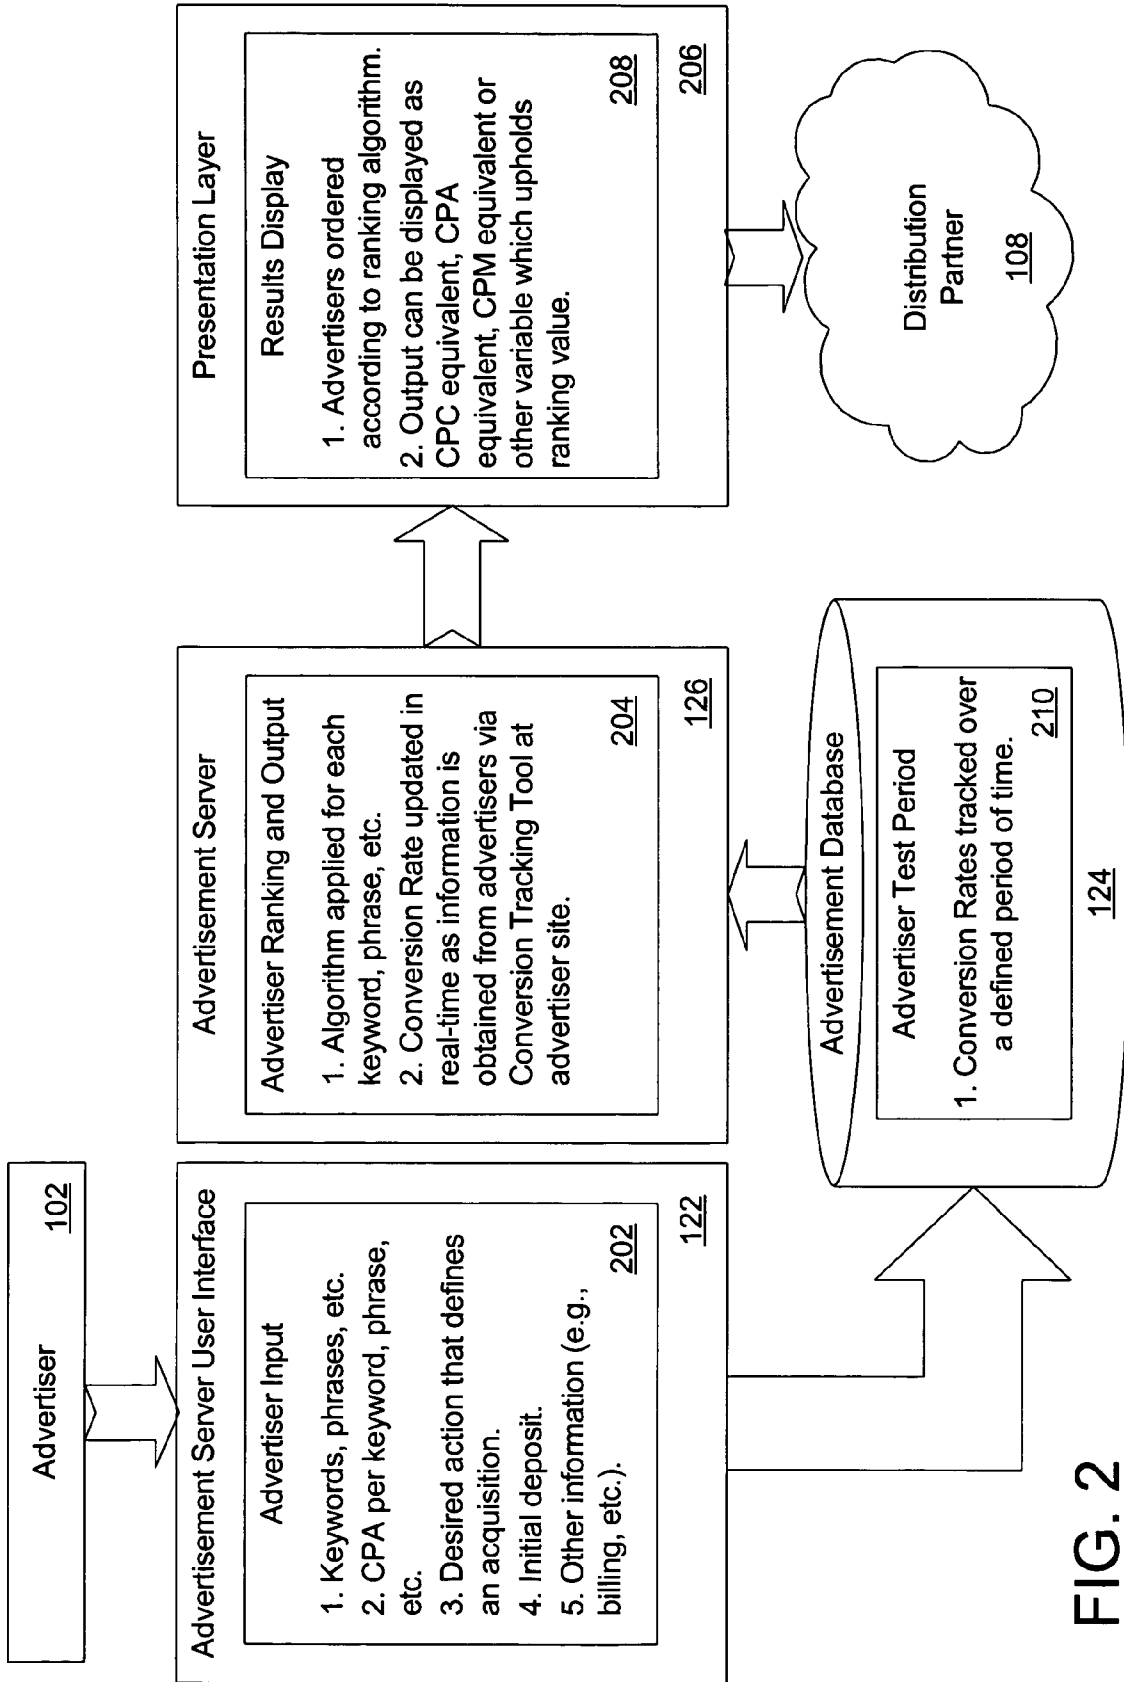 Advertiser
102
Advertisement Server User Interface
Advertiser Input
1. Keywords, phrases, etc.
2. CPA per keyword, phrase,
etc.
3. Desired action that defines
an acquisition.
4. Initial deposit.
5. Other information (e.g.,
billing, etc.).
202
122
Advertisement Server
Advertiser Ranking and Output
1. Algorithm applied for each
keyword, phrase, etc.
2. Conversion Rate updated in
real-time as information is
obtained from advertisers via
Conversion Tracking Tool at
advertiser site.
204
126
Presentation Layer
Results Display
1. Advertisers ordered
according to ranking algorithm.
2. Output can be displayed as
CPC equivalent, CPA
equivalent, CPM equivalent or
other variable which upholds
ranking value.
208
206
Advertisement Database
Advertiser Test Period
1. Conversion Rates tracked over
a defined period of time.
210
124
Distribution
Partner
108
FIG. 2